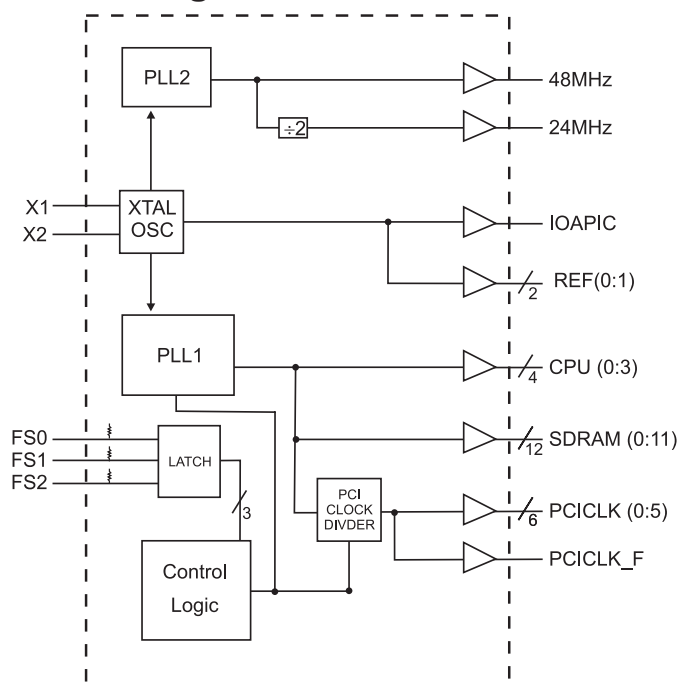 PLL2
48MHz
÷2
24MHz
X1
X2
XTAL
OSC
IOAPIC
REF(0:1)
2
PLL1
CPU (0:3)
4
FS0
FS1
FS2
LATCH
3
SDRAM (0:11)
12
PCI
CLOCK
DIVDER
PCICLK (0:5)
6
PCICLK_F
Control
Logic